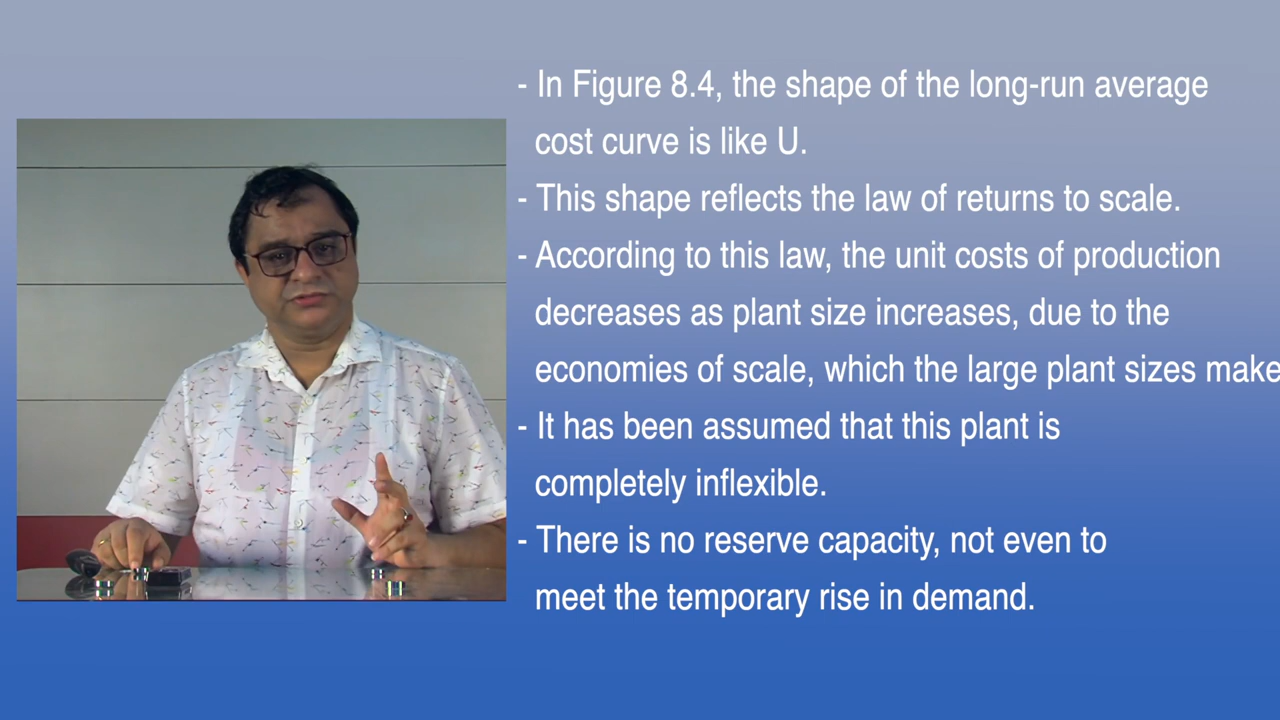 - In Figure 8.4, the shape of the long-run average
cost curve is like U.
- This shape reflects the law of returns to scale.
- According to this law, the unit costs of production
decreases as plant size increases, due to the
economies of scale, which the large plant sizes make
- It has been assumed that this plant is
completely inflexible.
- There is no reserve capacity, not even to
meet the temporary rise in demand.